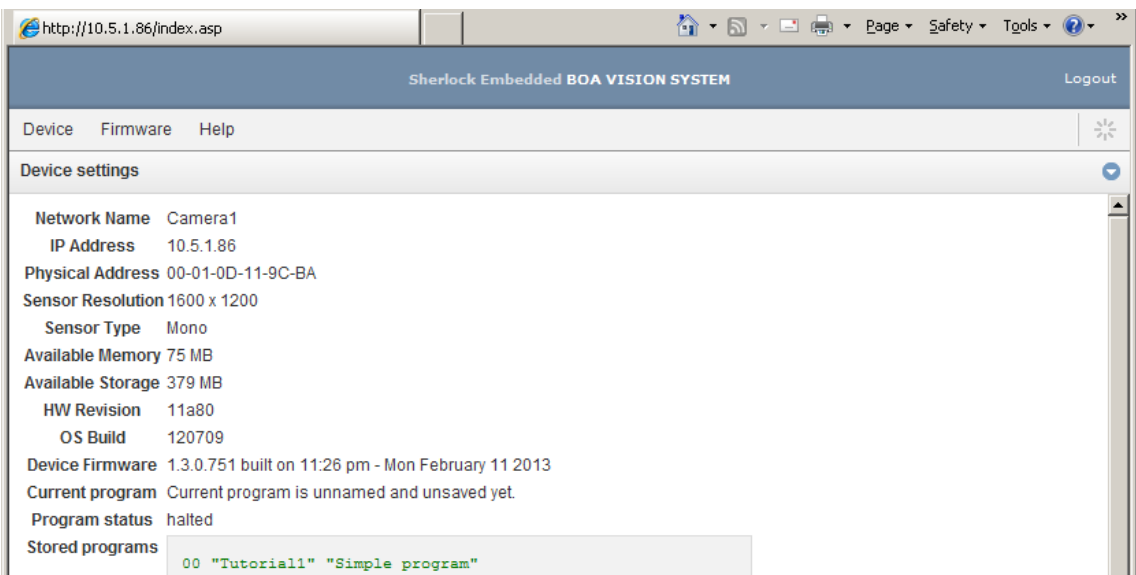 http://10.5.1.86/index.asp
Page Safety Tools »
Sherlock Embedded BOA VISION SYSTEM
Logout
Device Firmware Help
Device settings
Network Name Camera1
IP Address 10.5.1.86
Physical Address 00-01-0D-11-9C-BA
Sensor Resolution 1600 x 1200
Sensor Type Mono
Available Memory 75 MB
Available Storage 379 MB
HW Revision 11a80
OS Build 120709
Device Firmware 1.3.0.751 built on 11:26 pm - Mon February 11 2013
Current program Current program is unnamed and unsaved yet.
Program status halted
Stored programs
00 "Tutorial1" "Simple program"